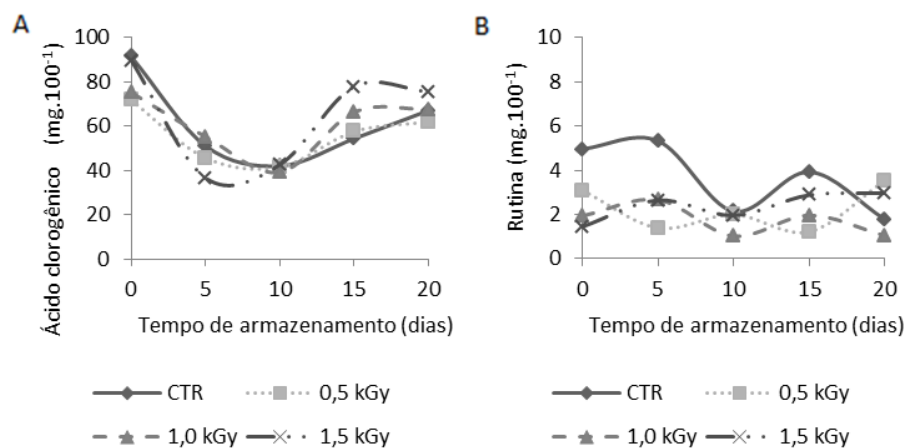 A
Ácido clorogênico (mg.100⁻¹)
100
80
60
40
20
0
0 5 10 15 20
Tempo de armazenamento (dias)
CTR 0,5 kGy
1,0 kGy 1,5 kGy
B
Rutina (mg.100⁻¹)
10
8
6
4
2
0
0 5 10 15 20
Tempo de armazenamento (dias)
CTR 0,5 kGy
1,0 kGy 1,5 kGy